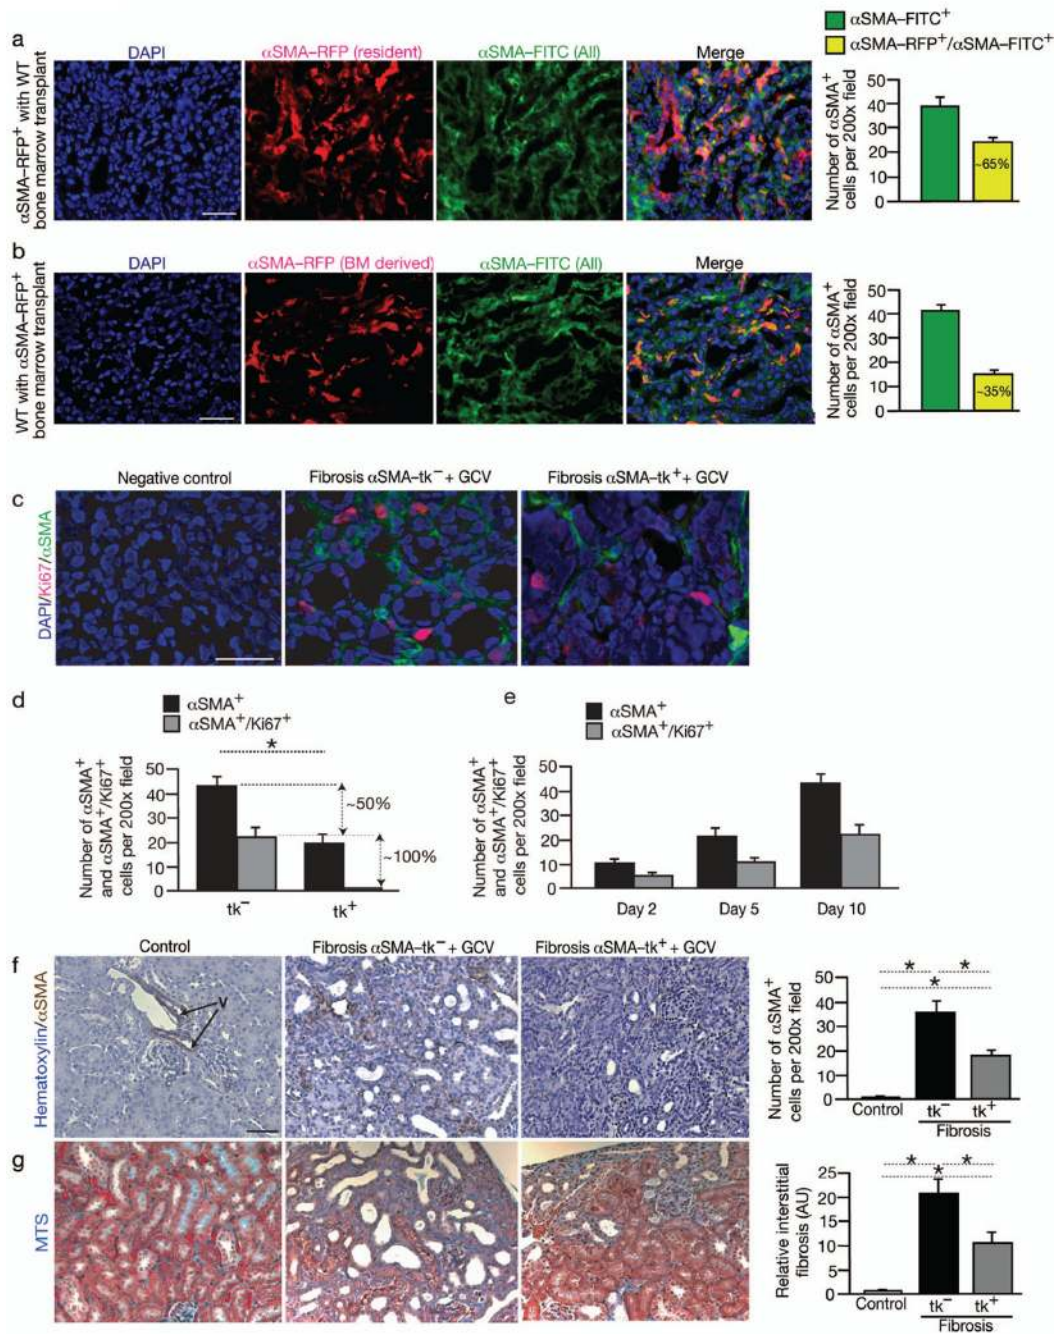 αSMA–FITC+
αSMA–RFP+/αSMA–FITC+
a
DAPI
αSMA–RFP (resident)
αSMA–FITC (All)
Merge
αSMA–RFP+ with WT
bone marrow transplant
Number of αSMA+
cells per 200x field
50
40
30
20
10
0
~65%
b
DAPI
αSMA–RFP (BM derived)
αSMA–FITC (All)
Merge
WT with αSMA–RFP+
bone marrow transplant
Number of αSMA+
cells per 200x field
50
40
30
20
10
0
~35%
c
Negative control
Fibrosis αSMA–tk− + GCV
Fibrosis αSMA–tk+ + GCV
DAPI/Ki67/αSMA
d
αSMA+
αSMA+/Ki67+
*
Number of αSMA+
and αSMA+/Ki67+
cells per 200x field
50
40
30
20
10
0
~50%
~100%
tk−
tk+
e
αSMA+
αSMA+/Ki67+
Number of αSMA+
and αSMA+/Ki67+
cells per 200x field
50
40
30
20
10
0
Day 2
Day 5
Day 10
f
Control
Fibrosis αSMA–tk− + GCV
Fibrosis αSMA–tk+ + GCV
Hematoxylin/αSMA
V
Number of αSMA+
cells per 200x field
* *
*
50
40
30
20
10
0
Control
tk− tk+
Fibrosis
g
MTS
Relative interstitial
fibrosis (AU)
* *
*
25
20
15
10
5
0
Control
tk− tk+
Fibrosis